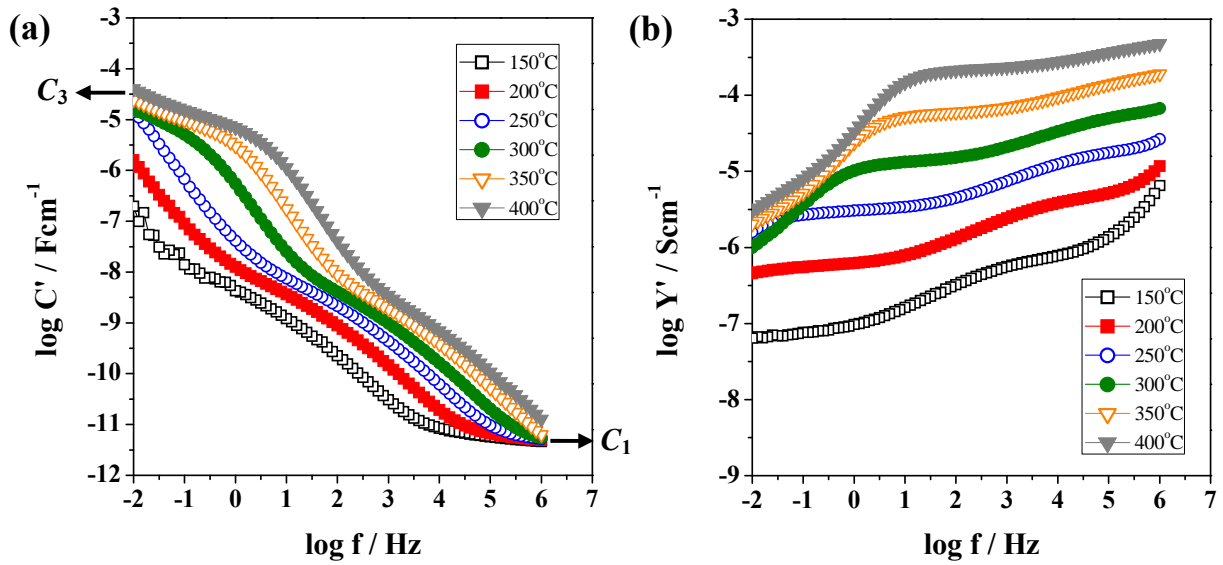 (a)
log C' / Fcm⁻¹
-3
-4
-5
-6
-7
-8
-9
-10
-11
-12
-2 -1 0 1 2 3 4 5 6 7
log f / Hz
C₃
C₁
150°C
200°C
250°C
300°C
350°C
400°C
(b)
log Y' / Scm⁻¹
-3
-4
-5
-6
-7
-8
-9
-2 -1 0 1 2 3 4 5 6 7
log f / Hz
150°C
200°C
250°C
300°C
350°C
400°C